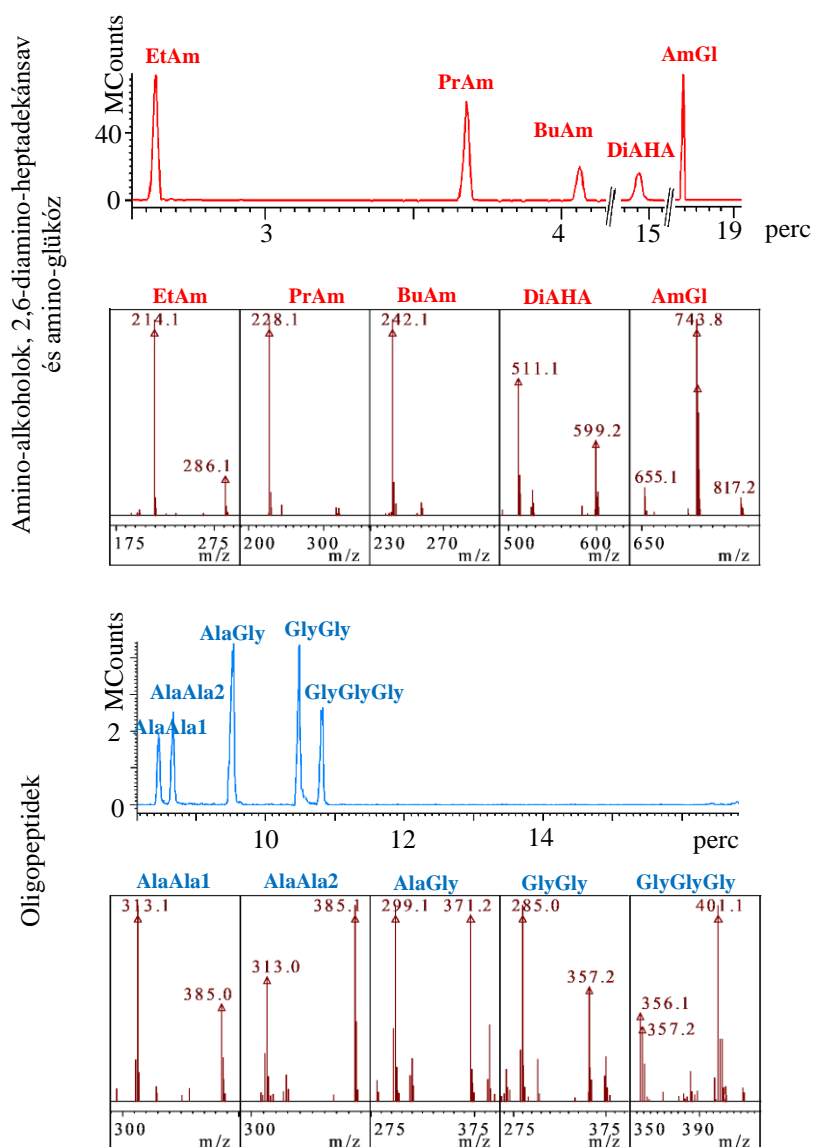 Amino-alkoholok, 2,6-diamino-heptadekánsav
és amino-glükóz
MCounts
EtAm
PrAm
BuAm
DiAHA
AmGl
40
0
3
4
15
19
perc
EtAm
PrAm
BuAm
DiAHA
AmGl
214.1
286.1
228.1
242.1
511.1
599.2
743.8
655.1
817.2
175
275
m/z
200
300
m/z
230
270
m/z
500
600
m/z
650
m/z
Oligopeptidek
MCounts
AlaAla1
AlaAla2
AlaGly
GlyGly
GlyGlyGly
2
0
10
12
14
perc
AlaAla1
AlaAla2
AlaGly
GlyGly
GlyGlyGly
313.1
385.0
385.1
313.0
299.1
371.2
285.0
357.2
401.1
356.1
357.2
300
m/z
300
m/z
275
375
m/z
275
375
m/z
350
390
m/z